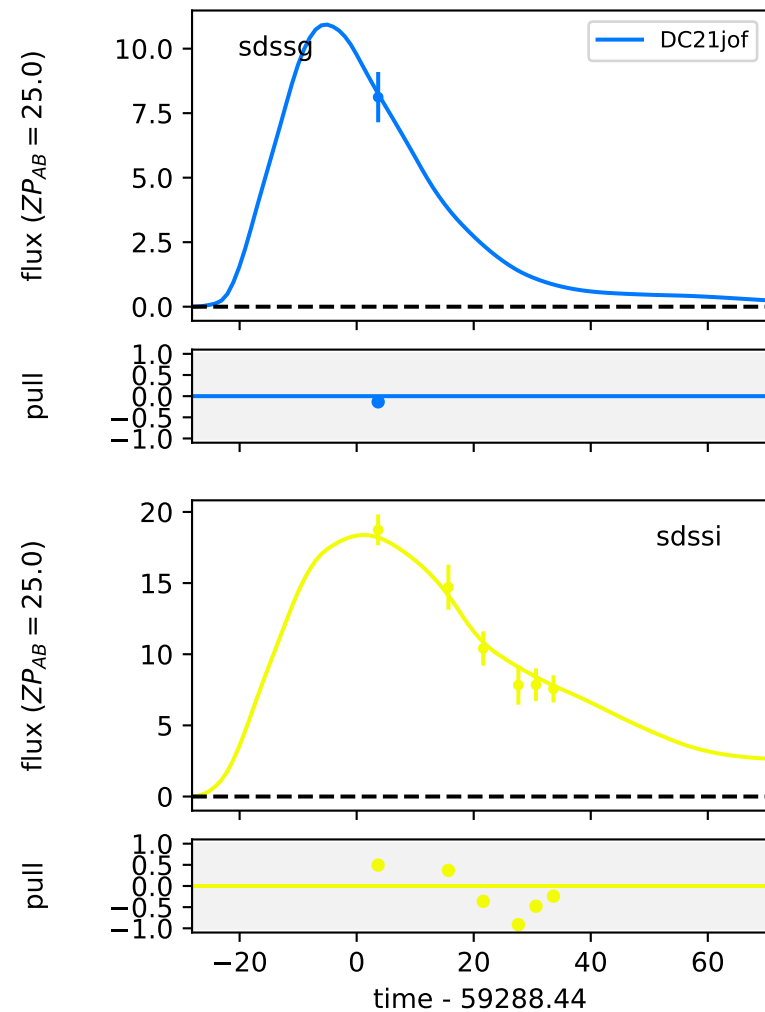 sdssg
DC21jof
flux (ZP_AB = 25.0)
10.0
7.5
5.0
2.5
0.0
pull
1.0
0.5
0.0
−0.5
−1.0
sdssi
flux (ZP_AB = 25.0)
20
15
10
5
0
pull
1.0
0.5
0.0
−0.5
−1.0
−20 0 20 40 60
time - 59288.44